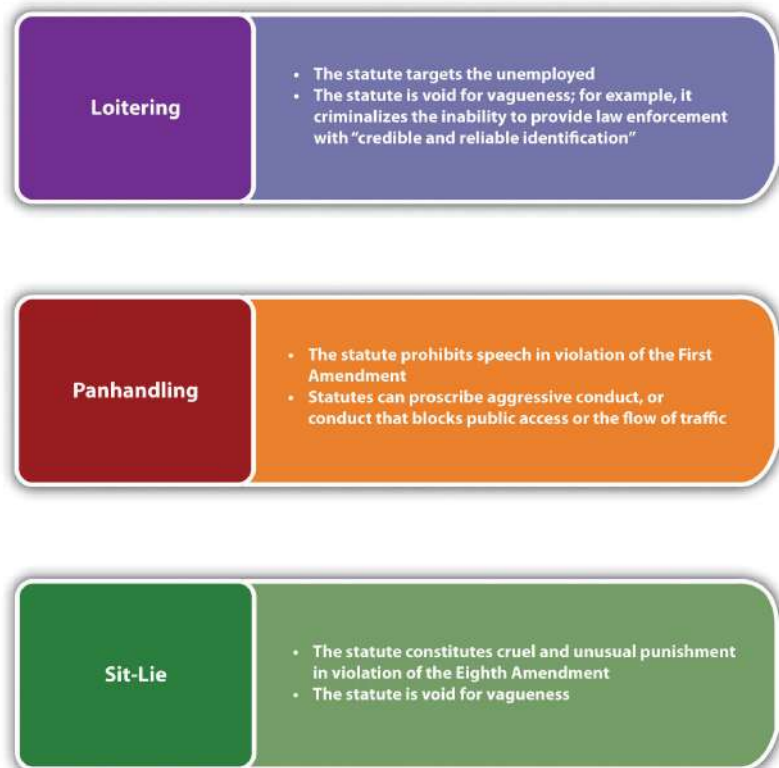 Loitering
• The statute targets the unemployed
• The statute is void for vagueness; for example, it
criminalizes the inability to provide law enforcement
with “credible and reliable identification”
Panhandling
• The statute prohibits speech in violation of the First
Amendment
• Statutes can proscribe aggressive conduct, or
conduct that blocks public access or the flow of traffic
Sit-Lie
• The statute constitutes cruel and unusual punishment
in violation of the Eighth Amendment
• The statute is void for vagueness